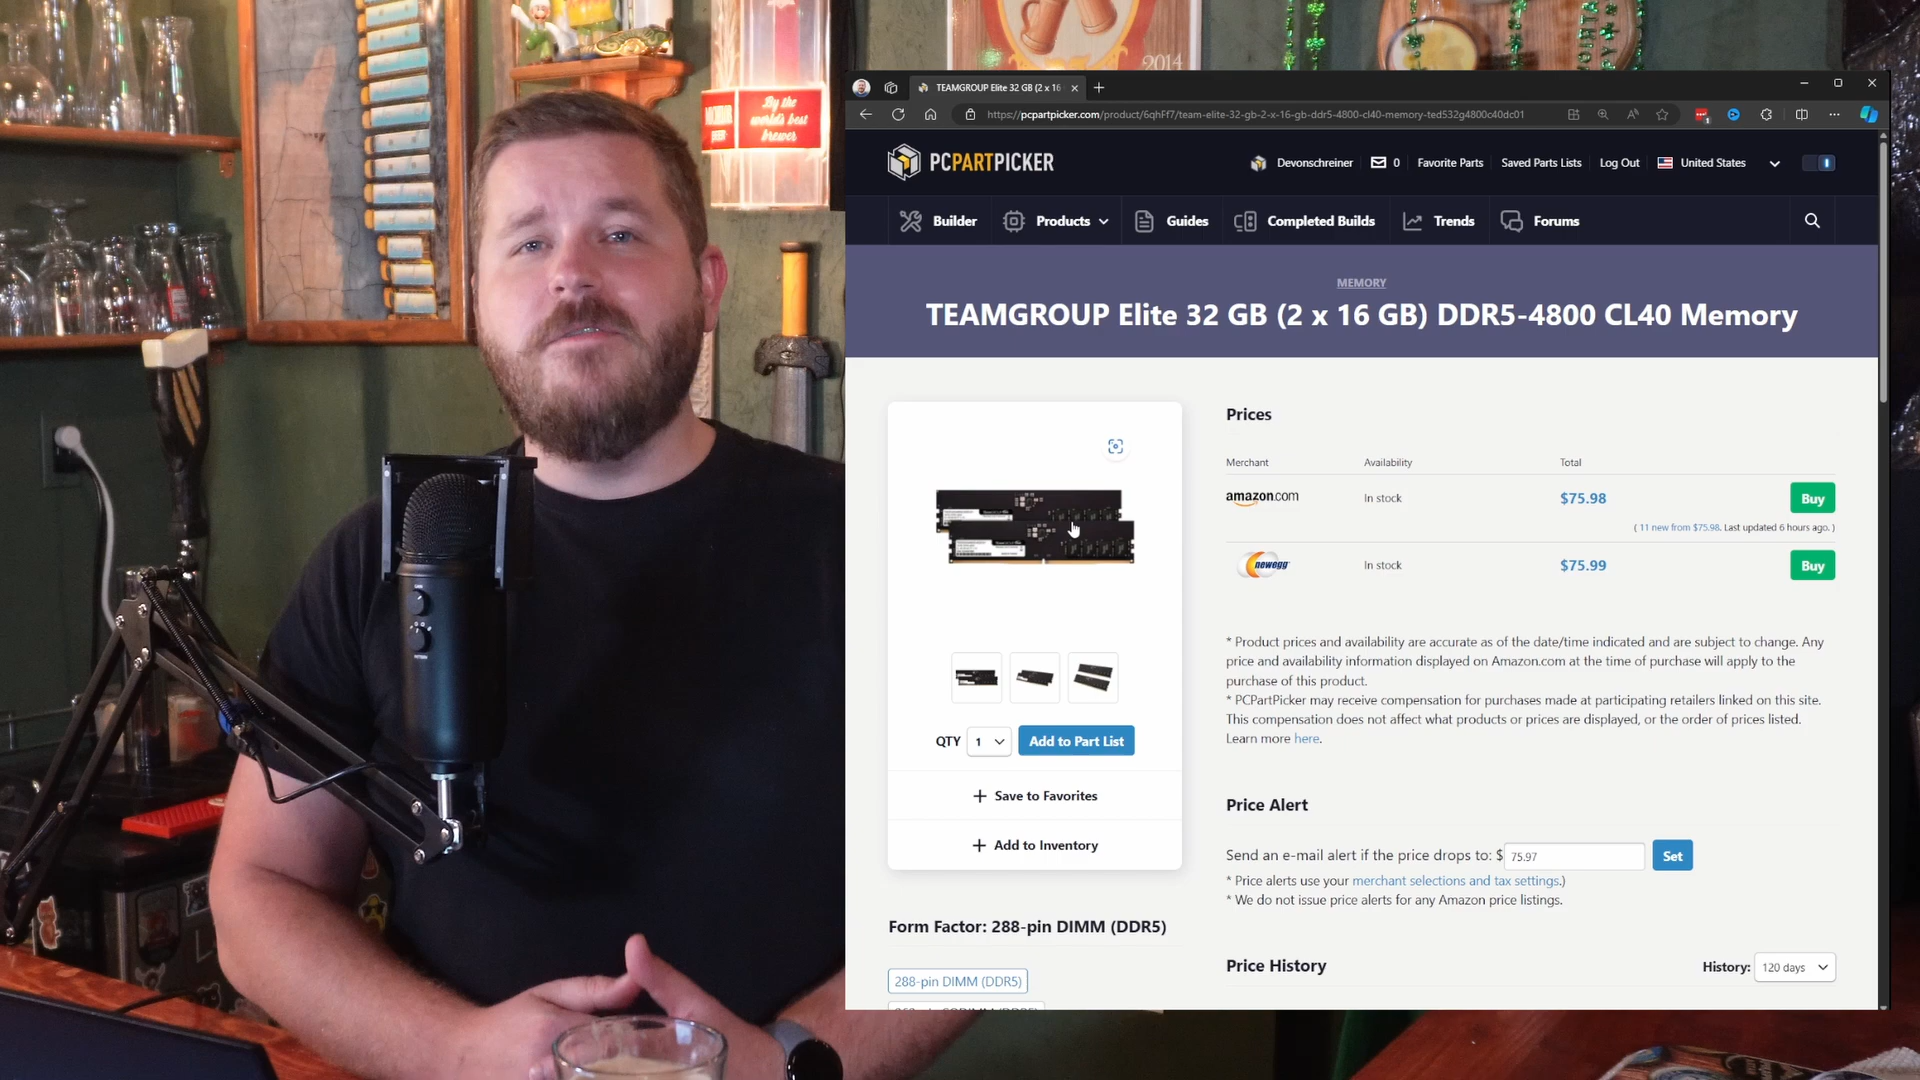 By the
world's best
brewer
2014
TEAMGROUP Elite 32 GB (2 x 16
https://pcpartpicker.com/product/6qhFf7/team-elite-32-gb-2-x-16-gb-ddr5-4800-cl40-memory-ted532g4800c40dc01
PCPARTPICKER
Devonschreiner
0
Favorite Parts
Saved Parts Lists
Log Out
United States
Builder
Products
Guides
Completed Builds
Trends
Forums
MEMORY
TEAMGROUP Elite 32 GB (2 x 16 GB) DDR5-4800 CL40 Memory
Prices
Merchant
Availability
Total
amazon.com
In stock
$75.98
Buy
( 11 new from $75.98. Last updated 6 hours ago. )
newegg
In stock
$75.99
Buy
* Product prices and availability are accurate as of the date/time indicated and are subject to change. Any
price and availability information displayed on Amazon.com at the time of purchase will apply to the
purchase of this product.
* PCPartPicker may receive compensation for purchases made at participating retailers linked on this site.
This compensation does not affect what products or prices are displayed, or the order of prices listed.
Learn more here.
QTY
1
Add to Part List
Save to Favorites
Add to Inventory
Price Alert
Send an e-mail alert if the price drops to: $
75.97
Set
* Price alerts use your merchant selections and tax settings.)
* We do not issue price alerts for any Amazon price listings.
Form Factor: 288-pin DIMM (DDR5)
288-pin DIMM (DDR5)
Price History
History:
120 days